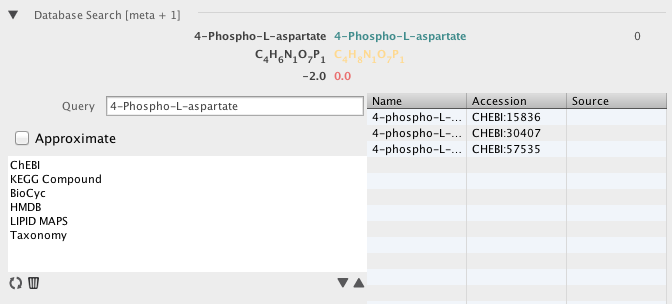 Database Search [meta + 1]
4-Phospho-L-aspartate 4-Phospho-L-aspartate 0
C4H6N1O7P1 C4H8N1O7P1
-2.0 0.0
Query 4-Phospho-L-aspartate
Approximate
ChEBI
KEGG Compound
BioCyc
HMDB
LIPID MAPS
Taxonomy
Name Accession Source
4-phospho-L-... CHEBI:15836
4-phospho-L-... CHEBI:30407
4-phospho-L-... CHEBI:57535